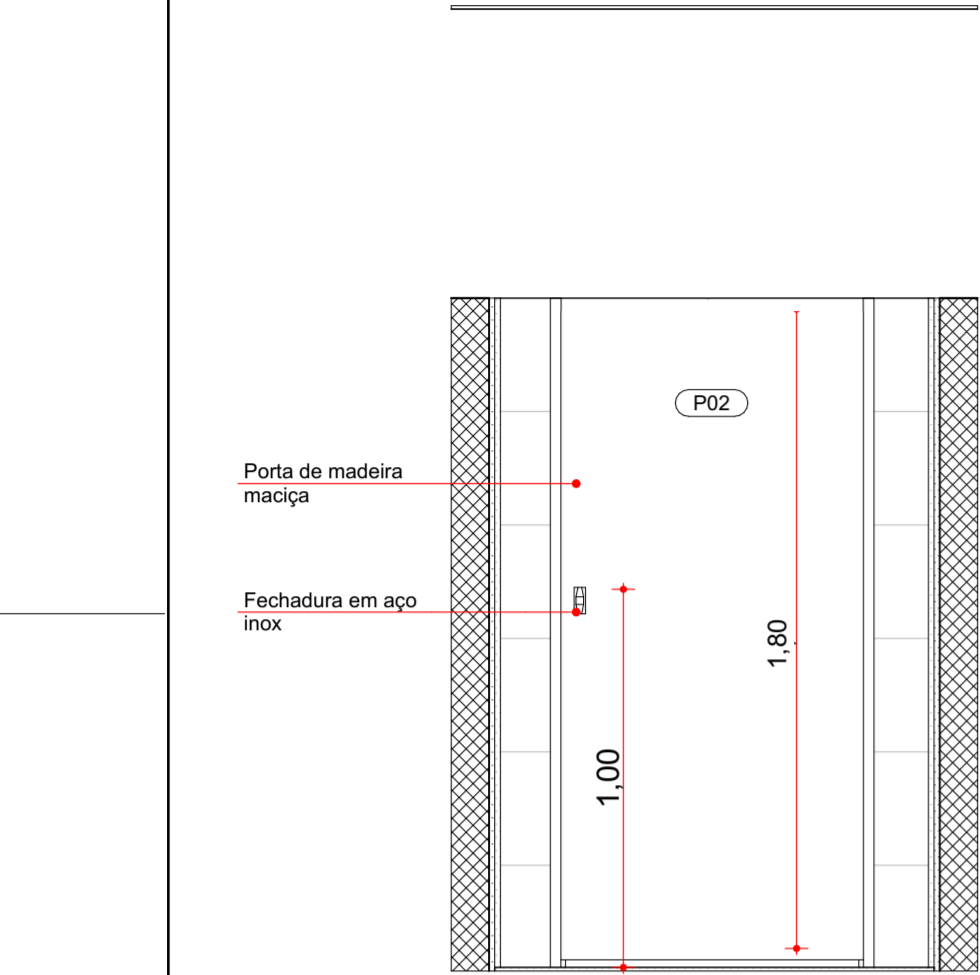 P02
Porta de madeira
maciça
Fechadura em aço
inox
1,80
1,00